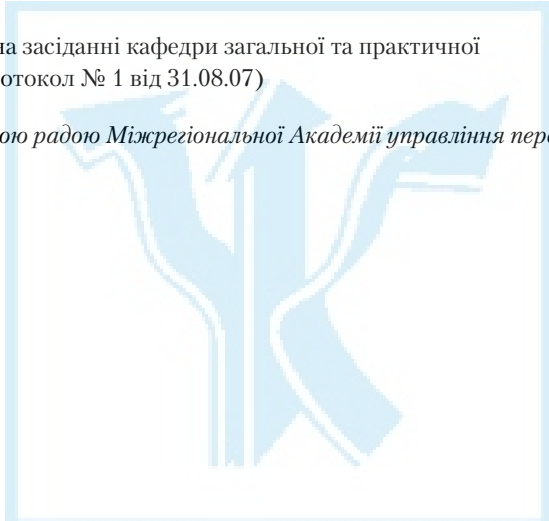 на засіданні кафедри загальної та практичної
отокол № 1 від 31.08.07)
ою радою Міжрегіональної Академії управління перс